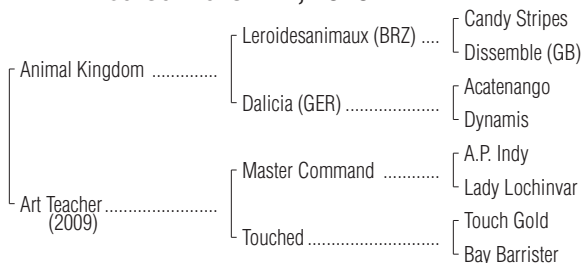 Candy Stripes
Leroidesanimaux (BRZ) ....
Dissemble (GB)
Animal Kingdom ..............
Acatenango
Dalicia (GER) ....................
Dynamis
A.P. Indy
Master Command ............
Lady Lochinvar
Art Teacher ........................
(2009)
Touch Gold
Touched ............................
Bay Barrister